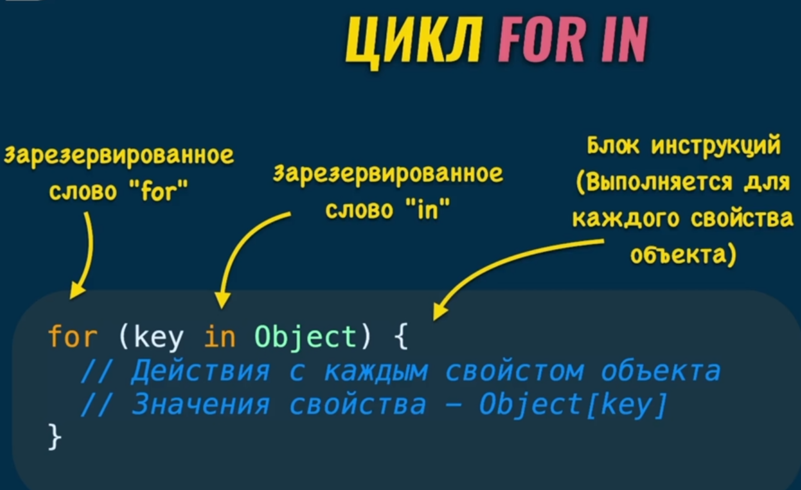 ЦИКЛ FOR IN
Зарезервированное
слово "for"
Зарезервированное
слово "in"
Блок инструкций
(Выполняется для
каждого свойства
объекта)
for (key in Object) {
// Действия с каждым свойстом объекта
// Значения свойства – Object[key]
}